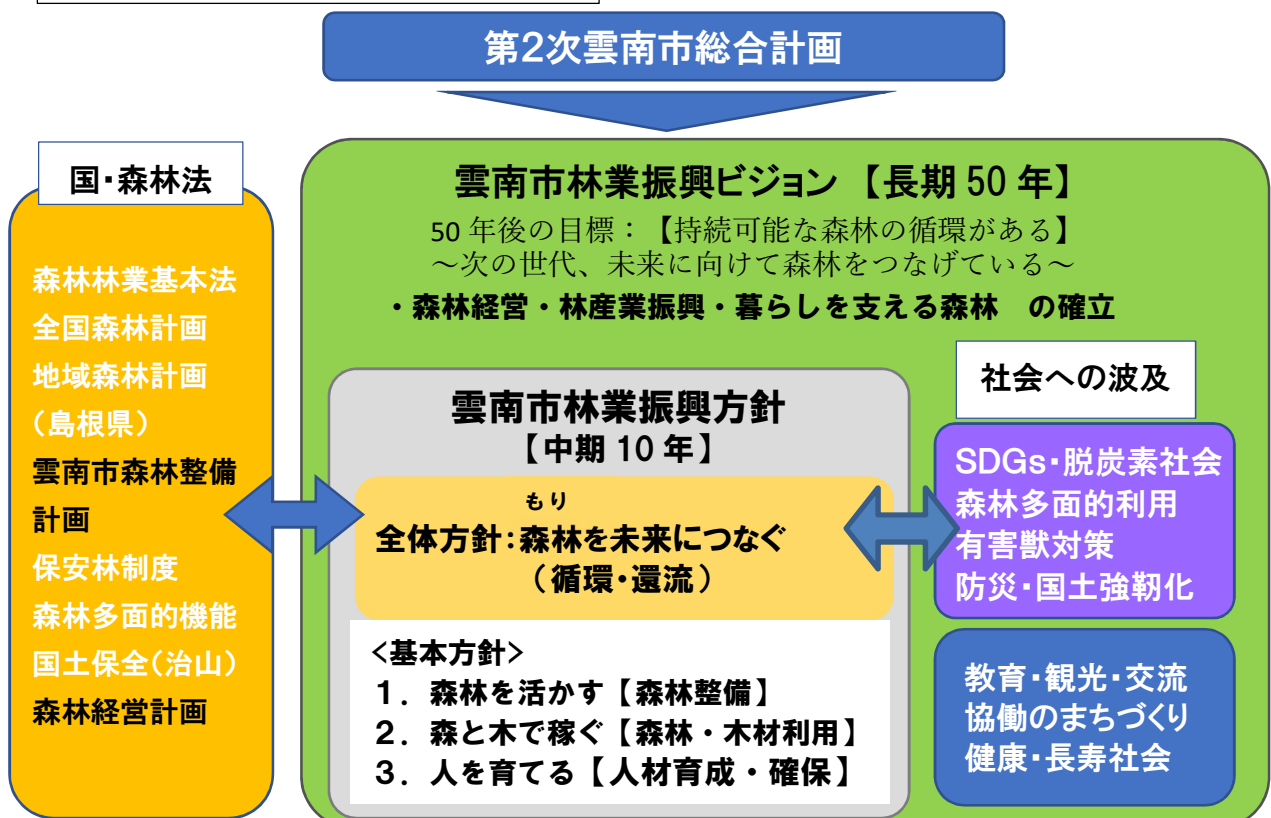 第2次雲南市総合計画
国・森林法
森林林業基本法
全国森林計画
地域森林計画
(島根県)
雲南市森林整備
計画
保安林制度
森林多面的機能
国土保全(治山)
森林経営計画
雲南市林業振興ビジョン 【長期 50 年】
50 年後の目標：【持続可能な森林の循環がある】
～次の世代、未来に向けて森林をつなげている～
・森林経営・林産業振興・暮らしを支える森林 の確立
雲南市林業振興方針
【中期 10 年】
もり
全体方針：森林を未来につなぐ
(循環・還流)
<基本方針>
１．森林を活かす【森林整備】
２．森と木で稼ぐ【森林・木材利用】
３．人を育てる【人材育成・確保】
社会への波及
SDGs・脱炭素社会
森林多面的利用
有害獣対策
防災・国土強靭化
教育・観光・交流
協働のまちづくり
健康・長寿社会